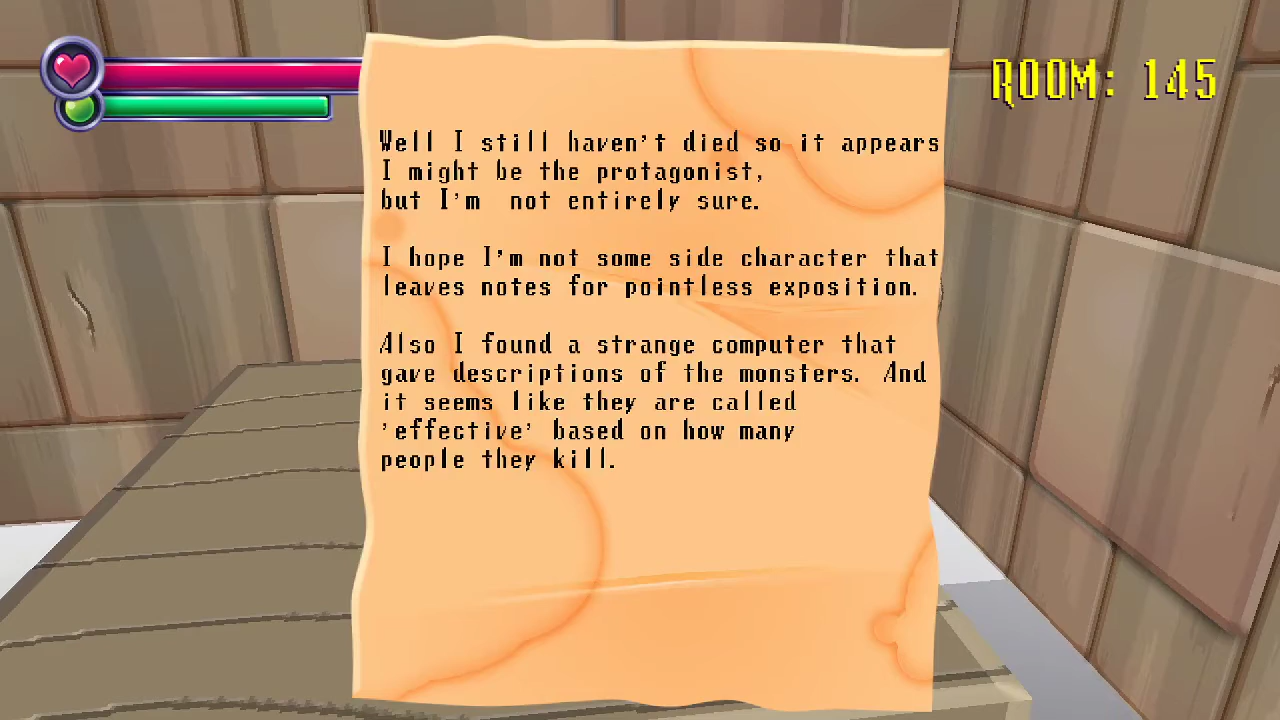 ROOM: 145
Well I still haven't died so it appears
I might be the protagonist,
but I'm  not entirely sure.
I hope I'm not some side character that
leaves notes for pointless exposition.
Also I found a strange computer that
gave descriptions of the monsters.  And
it seems like they are called
'effective' based on how many
people they kill.